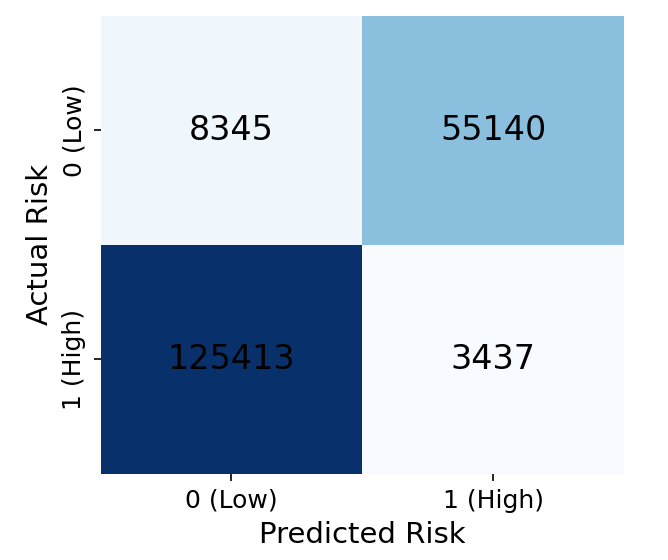 Actual Risk
0 (Low)
8345 55140
1 (High)
125413 3437
0 (Low) 1 (High)
Predicted Risk